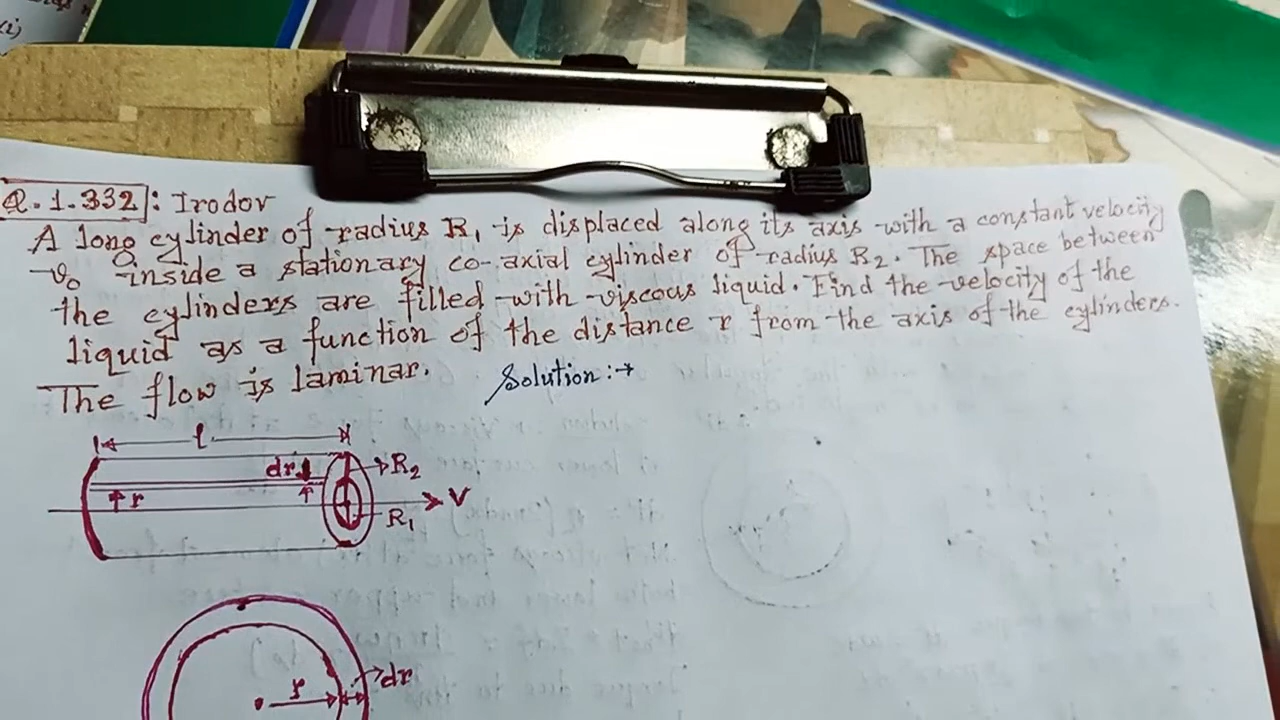 Q.1.332 : Irodov
A long cylinder of radius R₁ is displaced along its axis with a constant velocity
v₀ inside a stationary co-axial cylinder of radius R₂. The space between
the cylinders are filled with viscous liquid. Find the velocity of the
liquid as a function of the distance r from the axis of the cylinders.
The flow is laminar. Solution :→
l
dr R₂
r V
R₁
dr
r